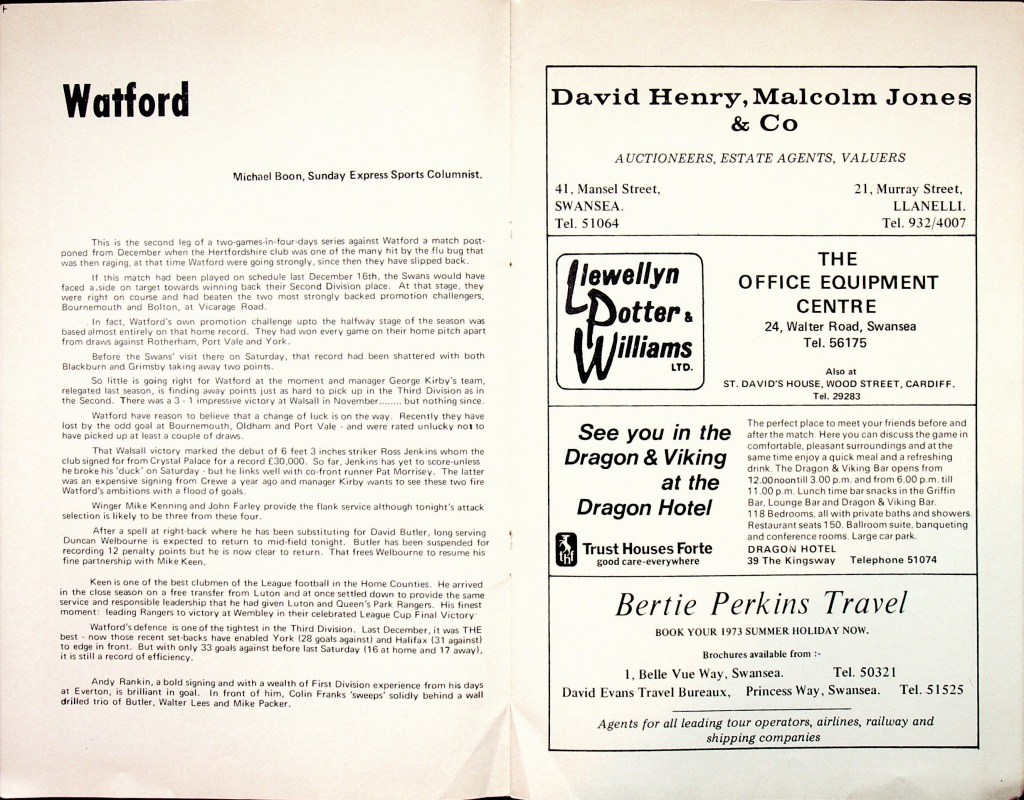 Watford
Michael Boon, Sunday Express Sports Columnist.
This is the second leg of a two-games-in-four-days series against Watford a match post-
poned from December when the Hertfordshire club was one of the many hit by the flu bug that
was then raging, at that time Watford were going strongly, since then they have slipped back.
If this match had been played on schedule last December 16th, the Swans would have
faced a.side on target towards winning back their Second Division place. At that stage, they
were right on course and had beaten the two most strongly backed promotion challengers,
Bournemouth and Bolton, at Vicarage Road.
In fact, Watford's own promotion challenge upto the halfway stage of the season was
based almost entirely on that home record. They had won every game on their home pitch apart
from draws against Rotherham, Port Vale and York.
Before the Swans' visit there on Saturday, that record had been shattered with both
Blackburn and Grimsby taking away two points.
So little is going right for Watford at the moment and manager George Kirby's team,
relegated last season, is finding away points just as hard to pick up in the Third Division as in
the Second. There was a 3 - 1 impressive victory at Walsall in November........ but nothing since.
Watford have reason to believe that a change of luck is on the way. Recently they have
lost by the odd goal at Bournemouth, Oldham and Port Vale - and were rated unlucky not to
have picked up at least a couple of draws.
That Walsall victory marked the debut of 6 feet 3 inches striker Ross Jenkins whom the
club signed for from Crystal Palace for a record £30,000. So far, Jenkins has yet to score-unless
he broke his 'duck' on Saturday - but he links well with co-front runner Pat Morrisey. The latter
was an expensive signing from Crewe a year ago and manager Kirby wants to see these two fire
Watford's ambitions with a flood of goals.
Winger Mike Kenning and John Farley provide the flank service although tonight's attack
selection is likely to be three from these four.
After a spell at right-back where he has been substituting for David Butler, long serving
Duncan Welbourne is expected to return to mid-field tonight. Butler has been suspended for
recording 12 penalty points but he is now clear to return. That frees Welbourne to resume his
fine partnership with Mike Keen.
Keen is one of the best clubmen of the League football in the Home Counties. He arrived
in the close season on a free transfer from Luton and at once settled down to provide the same
service and responsible leadership that he had given Luton and Queen's Park Rangers. His finest
moment: leading Rangers to victory at Wembley in their celebrated League Cup Final Victory
Watford's defence is one of the tightest in the Third Division. Last December, it was THE
best - now those recent set-backs have enabled York (28 goals against) and Halifax (31 against)
to edge in front. But with only 33 goals against before last Saturday (16 at home and 17 away),
it is still a record of efficiency.
Andy Rankin, a bold signing and with a wealth of First Division experience from his days
at Everton, is brilliant in goal. In front of him, Colin Franks 'sweeps' solidly behind a wall
drilled trio of Butler, Walter Lees and Mike Packer.
David Henry, Malcolm Jones
& Co
AUCTIONEERS, ESTATE AGENTS, VALUERS
41, Mansel Street,
SWANSEA.
Tel. 51064
21, Murray Street,
LLANELLI.
Tel. 932/4007
Llewellyn
Potter &
Williams
LTD.
THE
OFFICE EQUIPMENT
CENTRE
24, Walter Road, Swansea
Tel. 56175
Also at
ST. DAVID'S HOUSE, WOOD STREET, CARDIFF.
Tel. 29283
See you in the
Dragon & Viking
at the
Dragon Hotel
Trust Houses Forte
good care-everywhere
The perfect place to meet your friends before and
after the match. Here you can discuss the game in
comfortable, pleasant surroundings and at the
same time enjoy a quick meal and a refreshing
drink. The Dragon & Viking Bar opens from
12.00noontill 3.00 p.m. and from 6.00 p.m. till
11.00 p.m. Lunch time bar snacks in the Griffin
Bar, Lounge Bar and Dragon & Viking Bar.
118 Bedrooms, all with private baths and showers.
Restaurant seats 150. Ballroom suite, banqueting
and conference rooms. Large car park.
DRAGON HOTEL
39 The Kingsway Telephone 51074
Bertie Perkins Travel
BOOK YOUR 1973 SUMMER HOLIDAY NOW.
Brochures available from :-
1, Belle Vue Way, Swansea. Tel. 50321
David Evans Travel Bureaux, Princess Way, Swansea. Tel. 51525
Agents for all leading tour operators, airlines, railway and
shipping companies